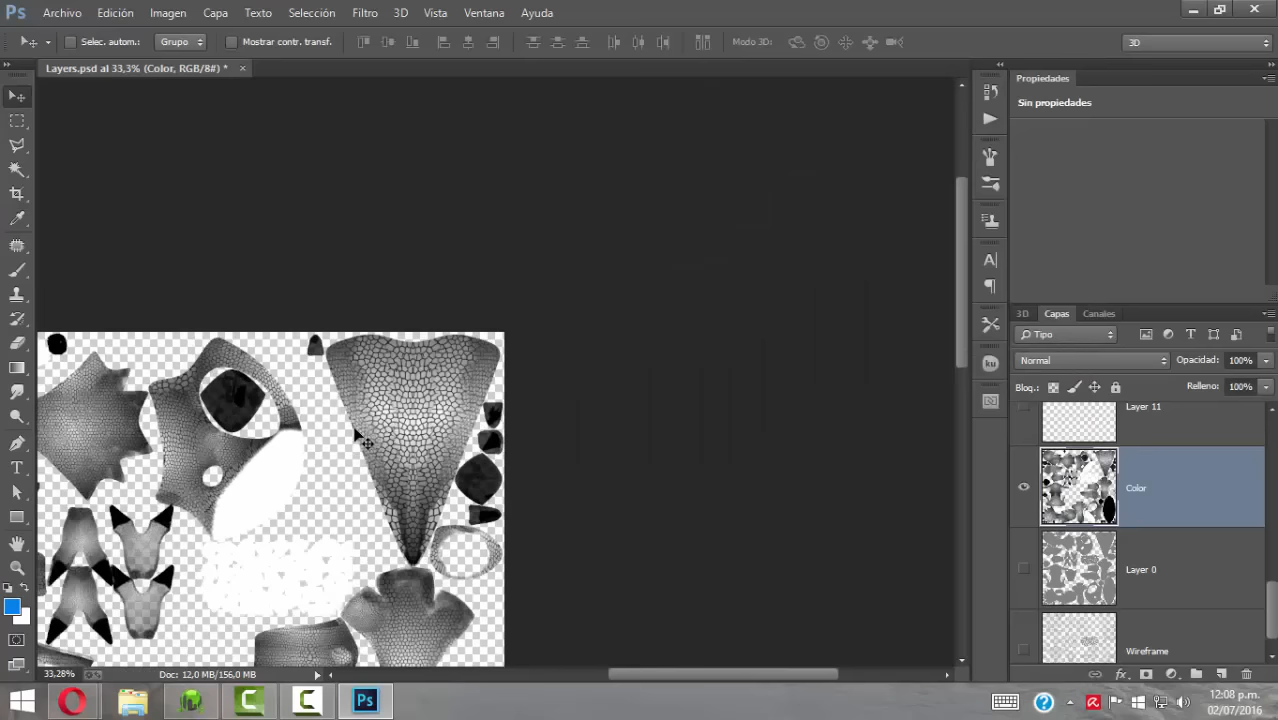 Ps Archivo Edición Imagen Capa Texto Selección Filtro 3D Vista Ventana Ayuda
Selec. autom.: Grupo Mostrar contr. transf. Modo 3D: 3D
Layers.psd al 33,3% (Color, RGB/8#) *
Propiedades
Sin propiedades
3D Capas Canales
Tipo
Normal Opacidad: 100%
Bloq.: Relleno: 100%
Layer 11
Color
Layer 0
Wireframe
33,28% Doc: 12,0 MB/156,0 MB
Ps
12:08 p.m.
02/07/2016